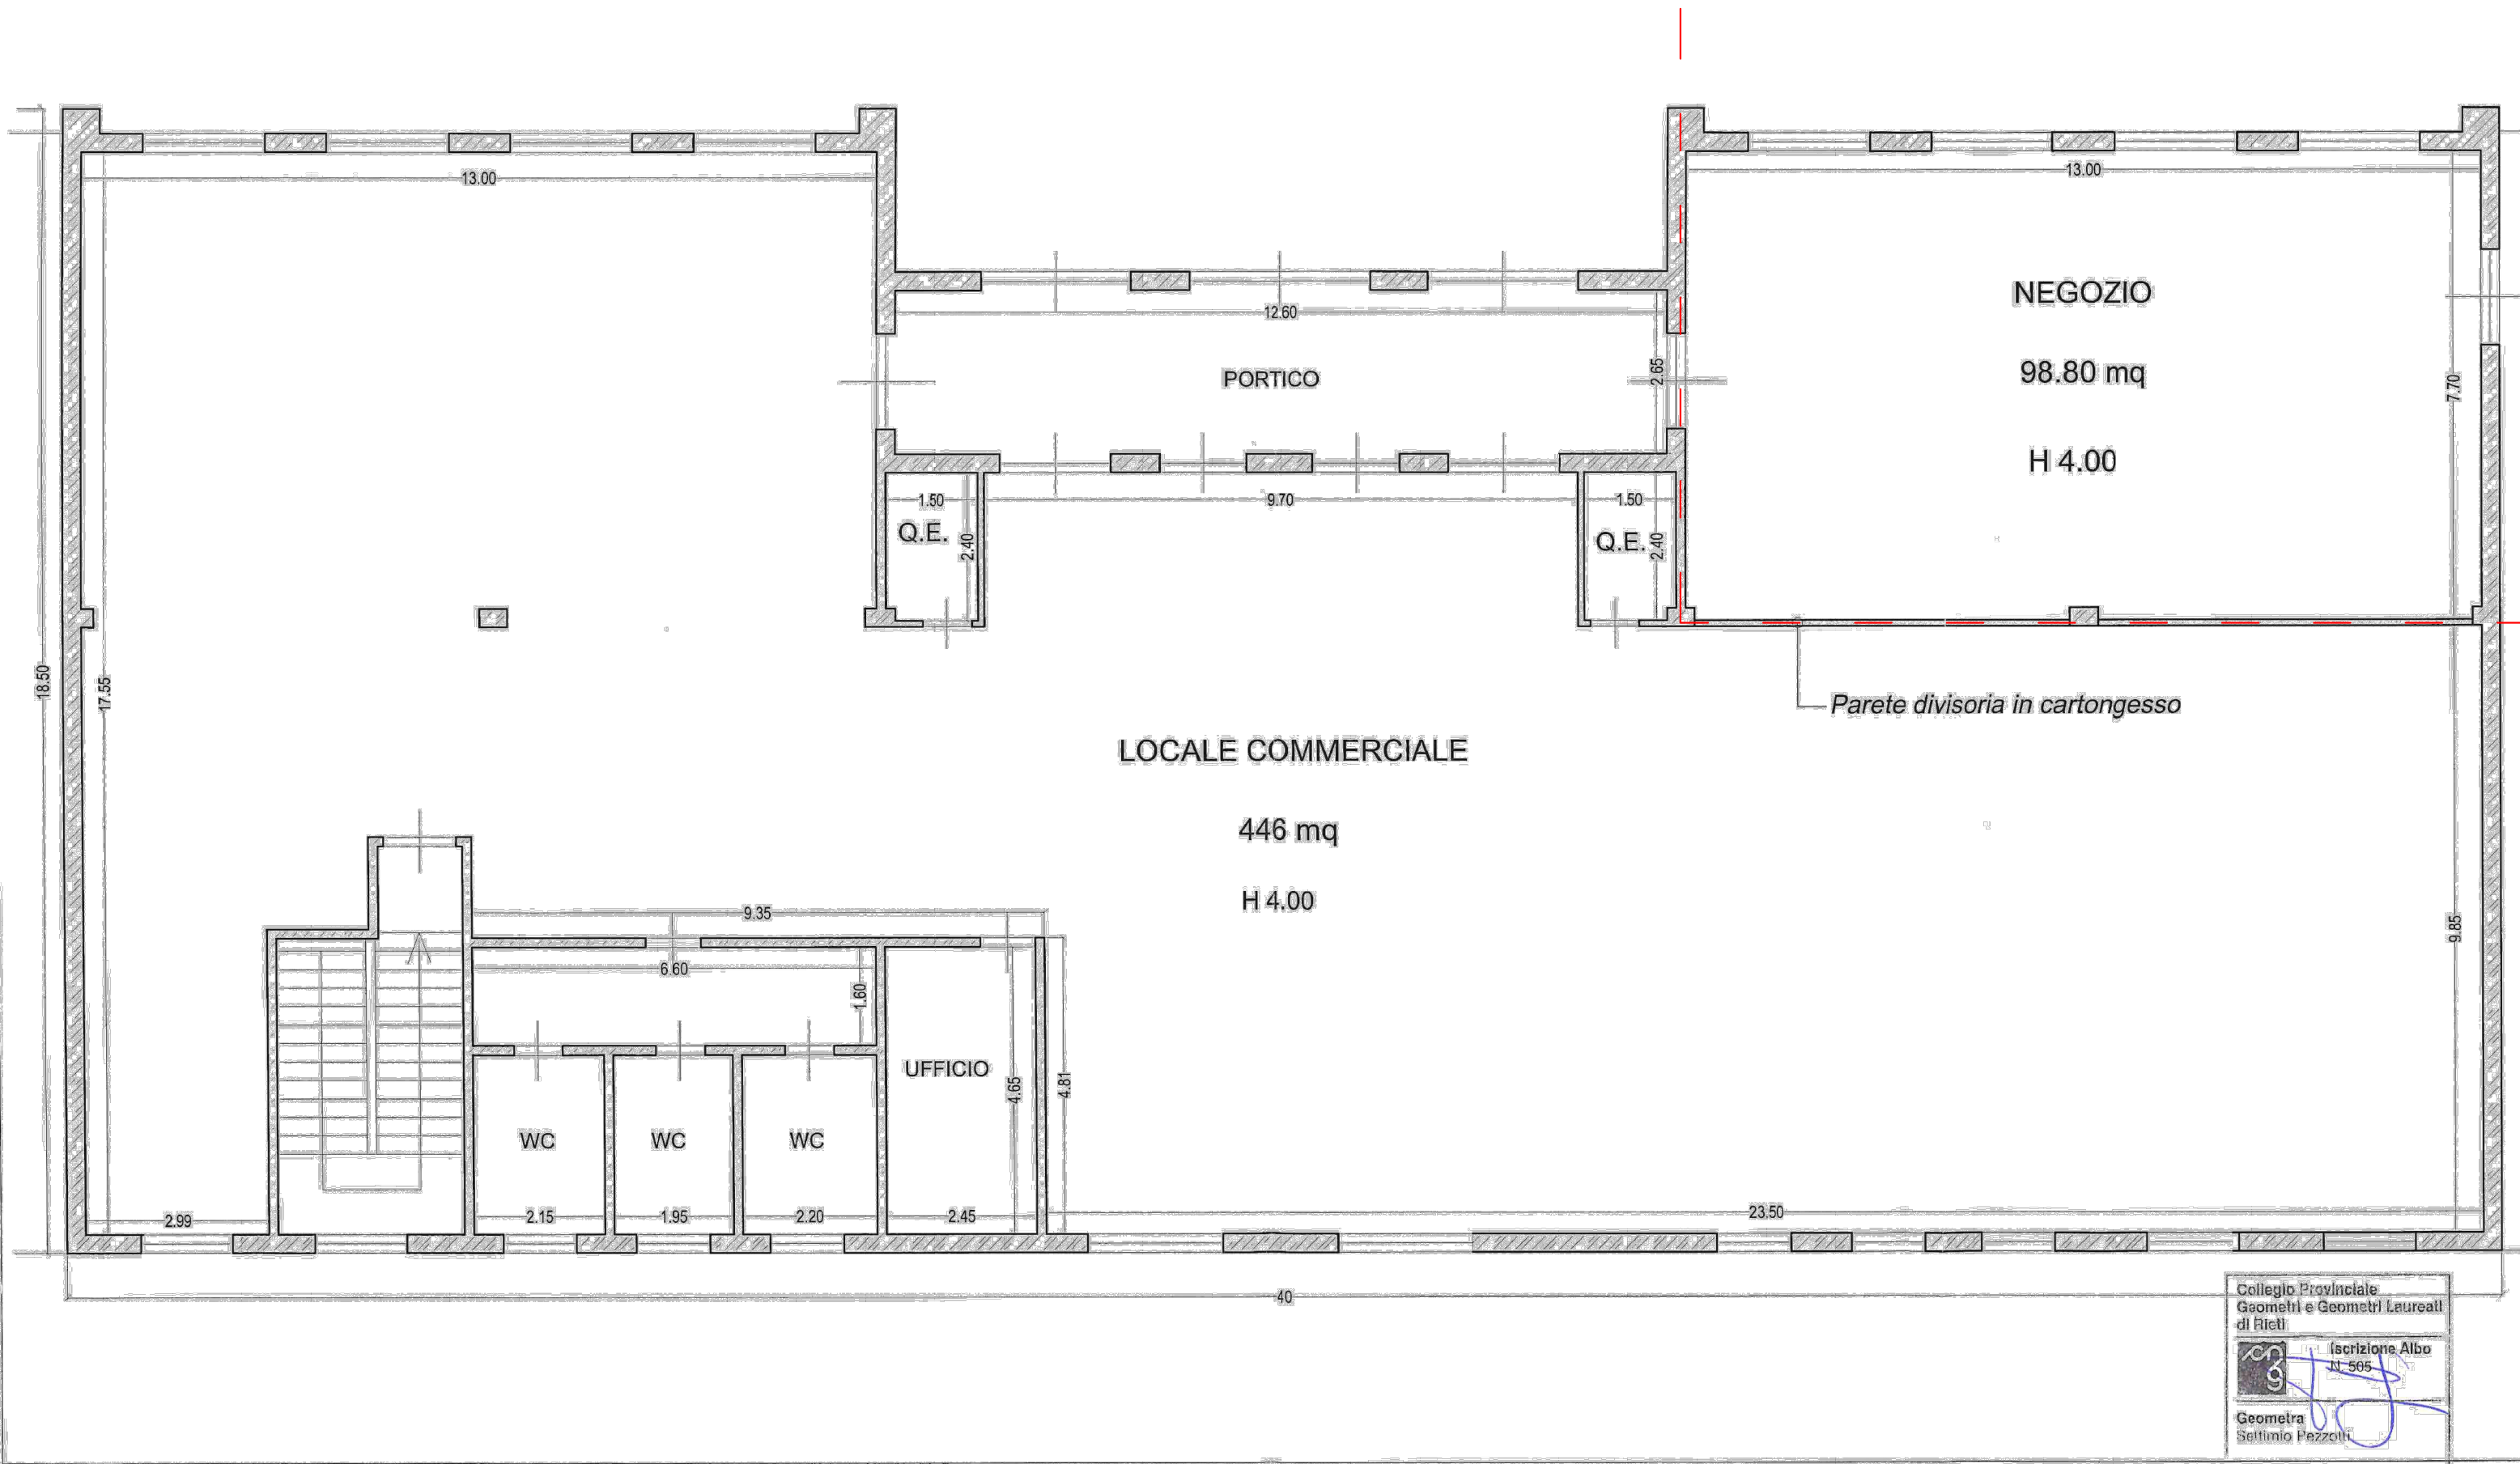 13.00
13.00
NEGOZIO
98.80 mq
H 4.00
7.70
12.60
PORTICO
2.65
1.50
Q.E.
2.40
9.70
1.50
Q.E.
2.40
18.50
17.55
Parete divisoria in cartongesso
LOCALE COMMERCIALE
446 mq
H 4.00
9.35
6.60
1.60
UFFICIO
4.65
4.81
9.85
WC
WC
WC
2.99
2.15
1.95
2.20
2.45
23.50
40
Collegio Provinciale
Geometri e Geometri Laureati
di Rieti
Iscrizione Albo
N. 505
Geometra
Settimio Pezzotti